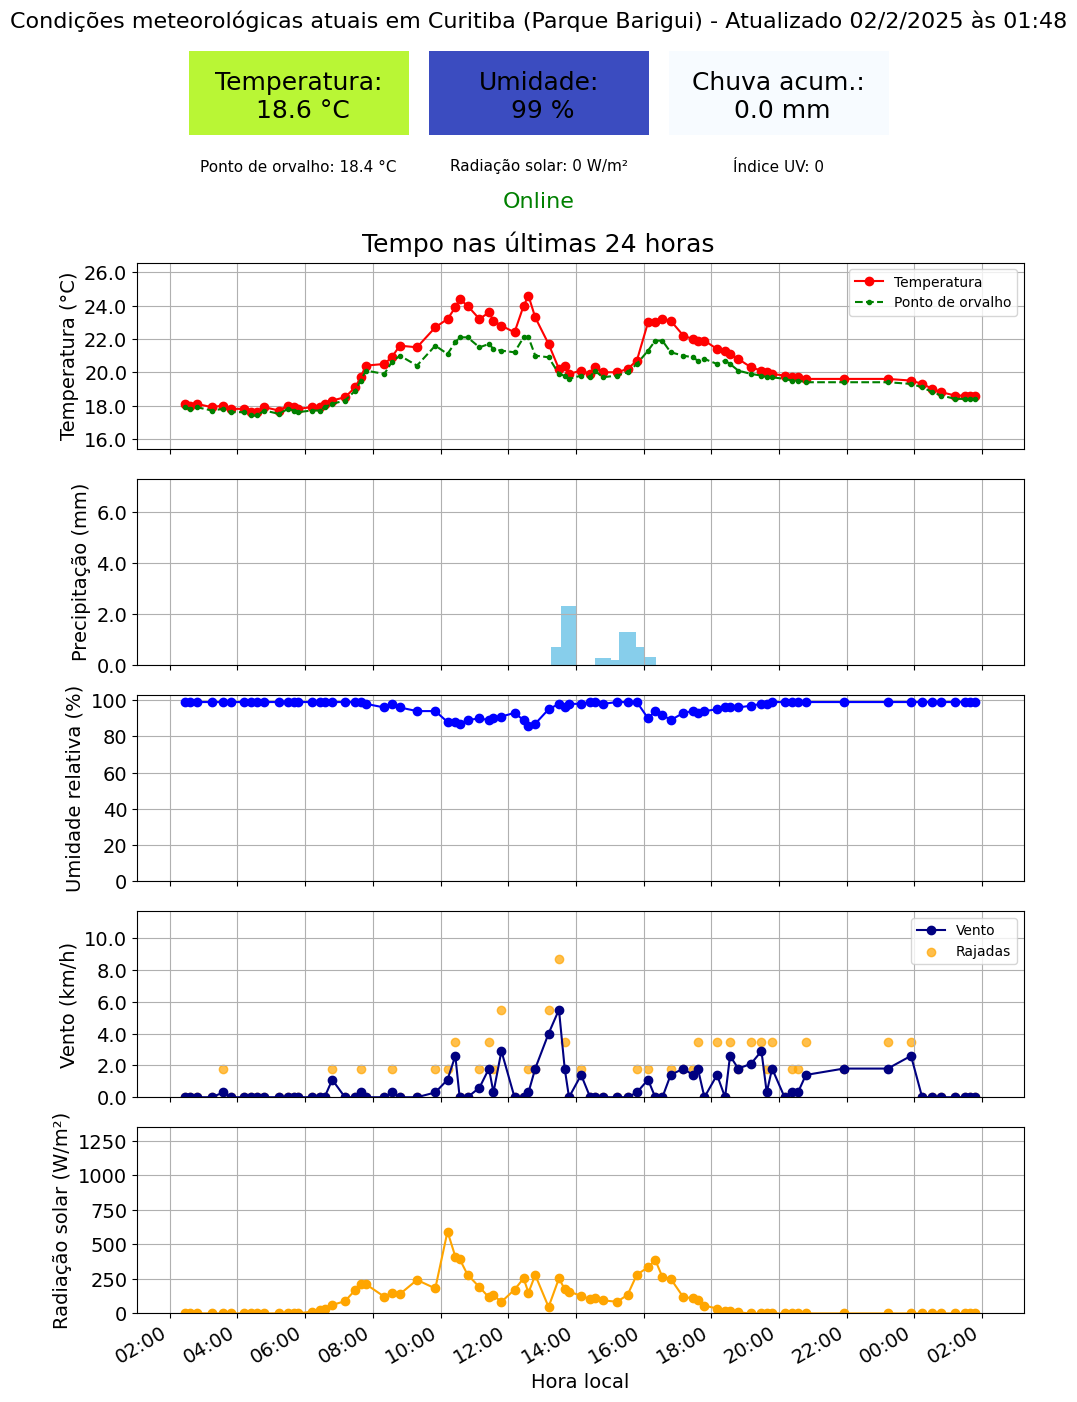 Condições meteorológicas atuais em Curitiba (Parque Barigui) - Atualizado 02/2/2025 às 01:48
Temperatura:
18.6 °C
Umidade:
99 %
Chuva acum.:
0.0 mm
Ponto de orvalho: 18.4 °C
Radiação solar: 0 W/m²
Índice UV: 0
Online
Tempo nas últimas 24 horas
Temperatura (°C)
26.0
24.0
22.0
20.0
18.0
16.0
Temperatura
Ponto de orvalho
Precipitação (mm)
6.0
4.0
2.0
0.0
Umidade relativa (%)
100
80
60
40
20
0
Vento (km/h)
10.0
8.0
6.0
4.0
2.0
0.0
Vento
Rajadas
Radiação solar (W/m²)
1250
1000
750
500
250
0
02:00
04:00
06:00
08:00
10:00
12:00
14:00
16:00
18:00
20:00
22:00
00:00
02:00
Hora local